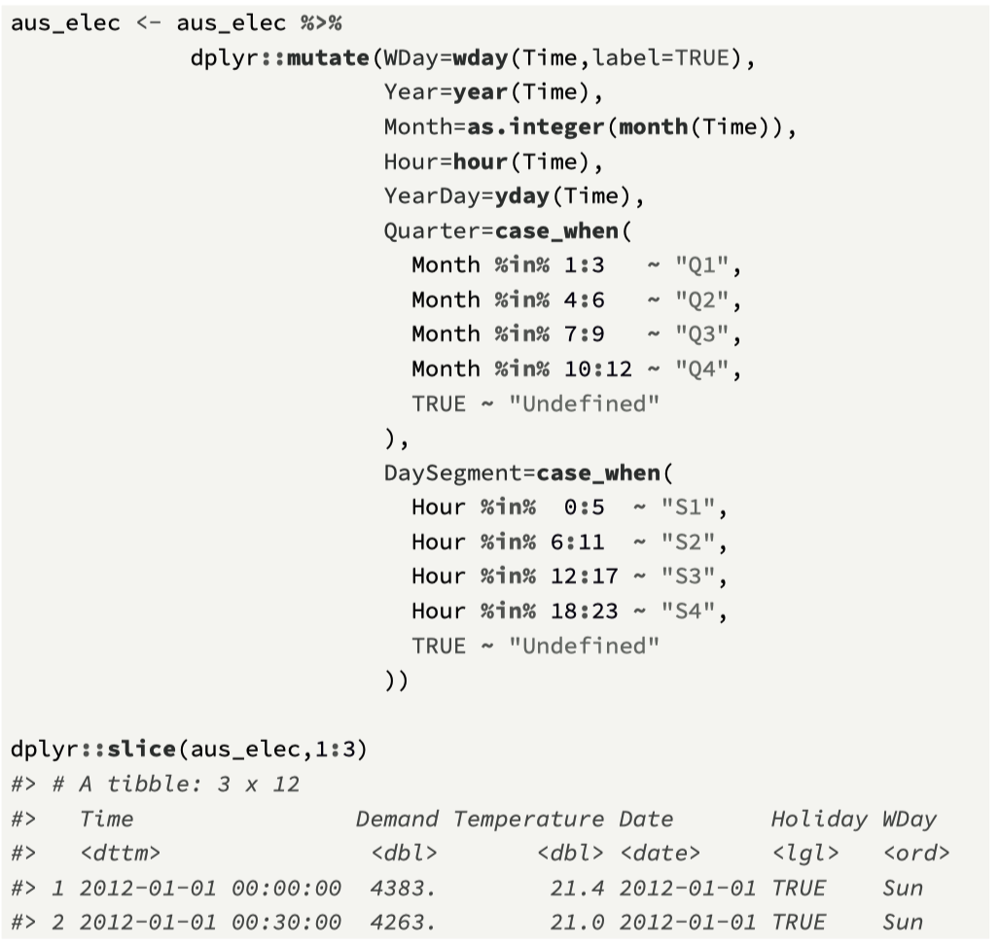 aus_elec <- aus_elec %>%
             dplyr::mutate(WDay=wday(Time,label=TRUE),
                           Year=year(Time),
                           Month=as.integer(month(Time)),
                           Hour=hour(Time),
                           YearDay=yday(Time),
                           Quarter=case_when(
                             Month %in% 1:3   ~ "Q1",
                             Month %in% 4:6   ~ "Q2",
                             Month %in% 7:9   ~ "Q3",
                             Month %in% 10:12 ~ "Q4",
                             TRUE ~ "Undefined"
                           ),
                           DaySegment=case_when(
                             Hour %in%  0:5  ~ "S1",
                             Hour %in% 6:11  ~ "S2",
                             Hour %in% 12:17 ~ "S3",
                             Hour %in% 18:23 ~ "S4",
                             TRUE ~ "Undefined"
                           ))

dplyr::slice(aus_elec,1:3)
#> # A tibble: 3 x 12
#>   Time                Demand Temperature Date       Holiday WDay
#>   <dttm>               <dbl>       <dbl> <date>     <lgl>   <ord>
#> 1 2012-01-01 00:00:00  4383.        21.4 2012-01-01 TRUE    Sun
#> 2 2012-01-01 00:30:00  4263.        21.0 2012-01-01 TRUE    Sun